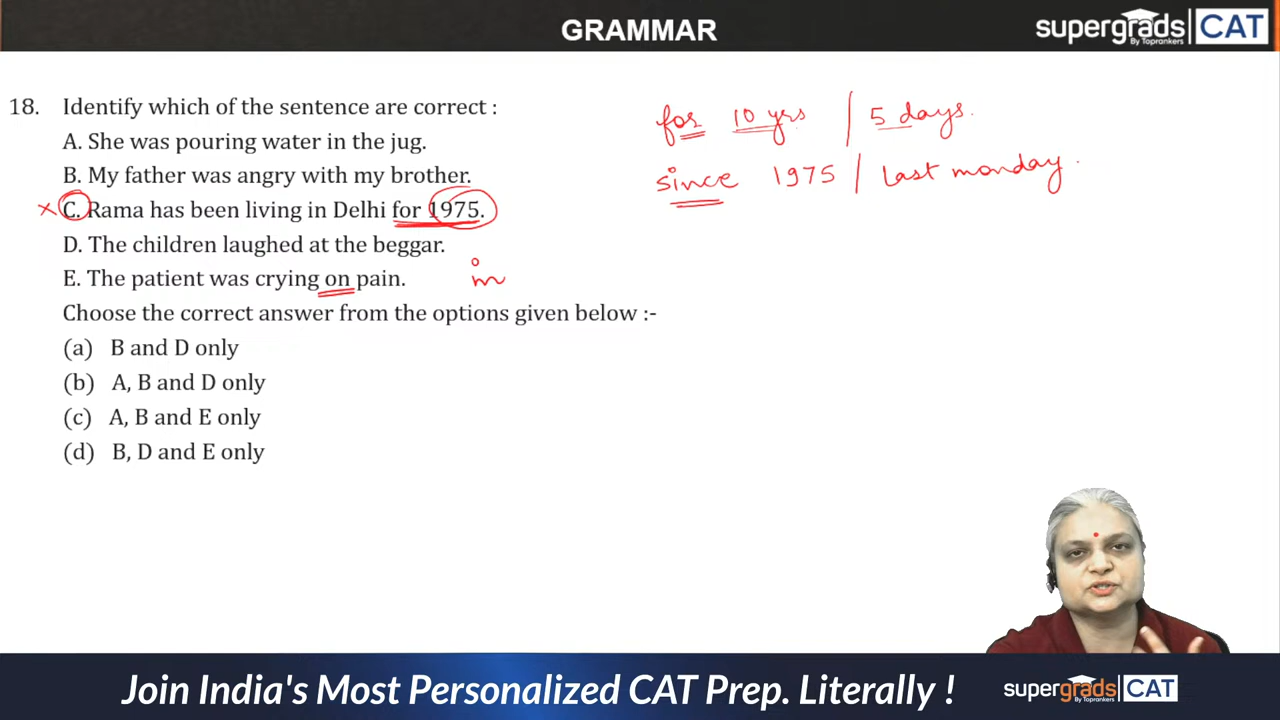 GRAMMAR
supergrads CAT
By Toprankers
18. Identify which of the sentence are correct :
A. She was pouring water in the jug.
B. My father was angry with my brother.
× C. Rama has been living in Delhi for 1975.
D. The children laughed at the beggar.
E. The patient was crying on pain. in
Choose the correct answer from the options given below :-
(a) B and D only
(b) A, B and D only
(c) A, B and E only
(d) B, D and E only
for 10 yrs / 5 days.
since 1975 / last monday.
Join India's Most Personalized CAT Prep. Literally !
supergrads CAT
By Toprankers